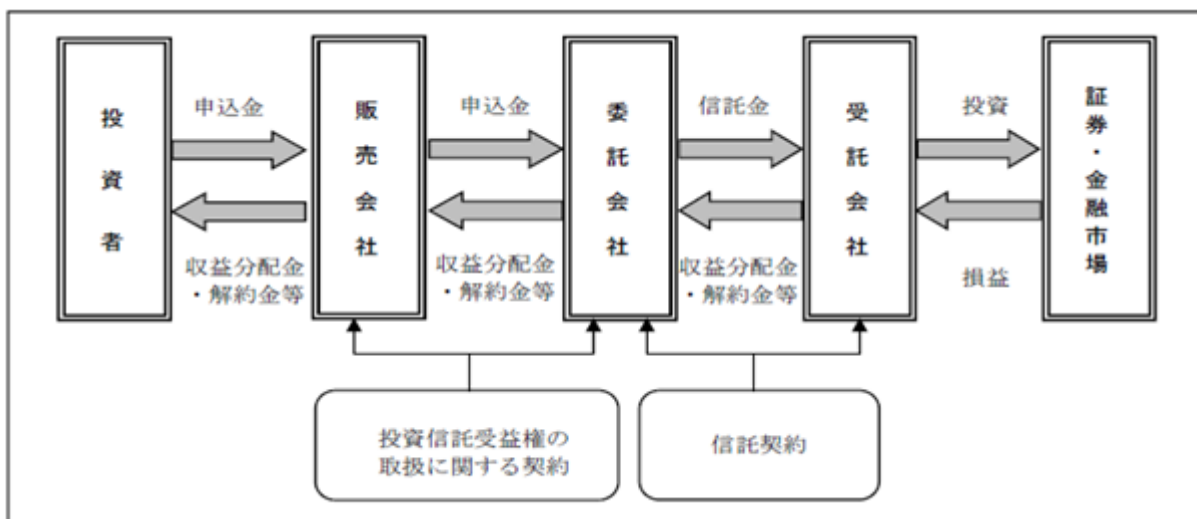 投資者
申込金
収益分配金
・解約金等
販売会社
申込金
収益分配金
・解約金等
委託会社
信託金
収益分配金
・解約金等
受託会社
投資
損益
証券・金融市場
投資信託受益権の
取扱に関する契約
信託契約